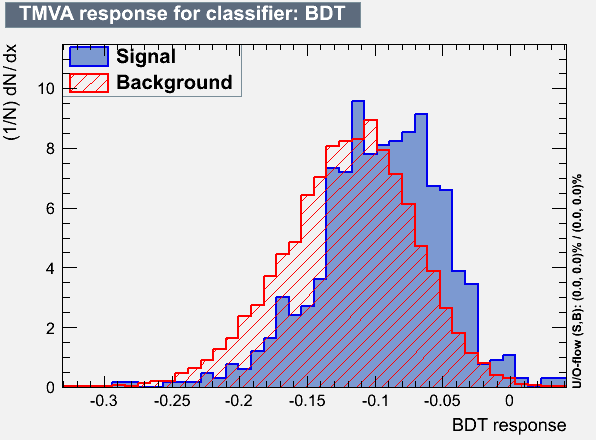 TMVA response for classifier: BDT
Signal
Background
(1/N) dN / dx
10
8
6
4
2
0
-0.3
-0.25
-0.2
-0.15
-0.1
-0.05
0
BDT response
U/O-flow (S,B): (0.0, 0.0)% / (0.0, 0.0)%